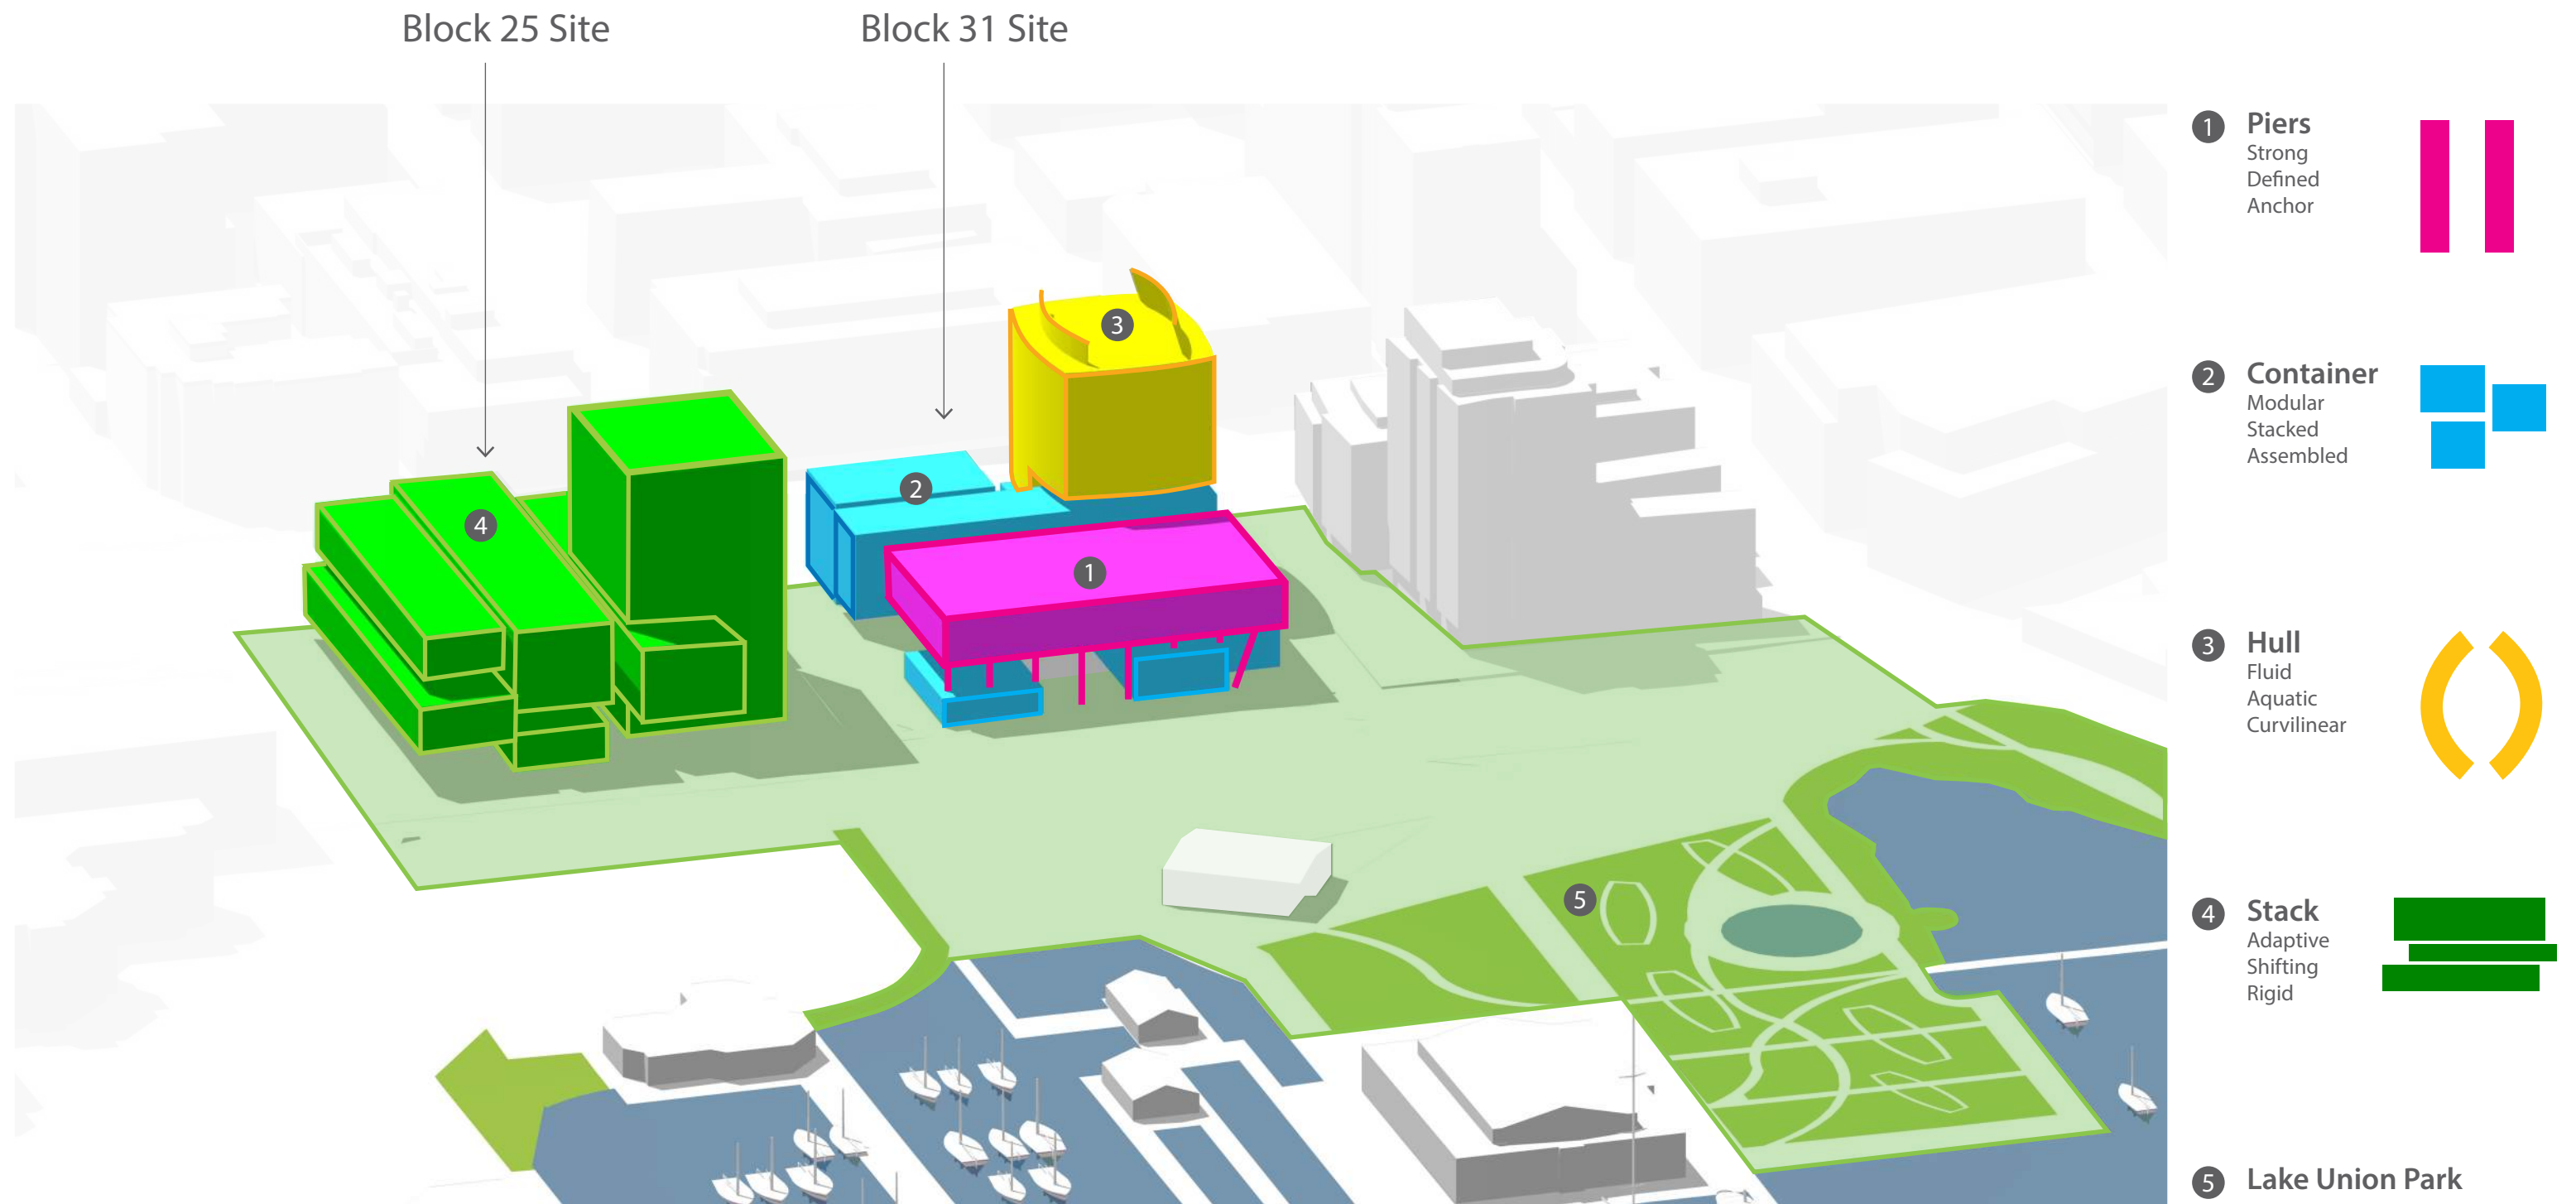 Block 25 Site
Block 31 Site
3
2
4
1
5
1 Piers
Strong
Defined
Anchor
2 Container
Modular
Stacked
Assembled
3 Hull
Fluid
Aquatic
Curvilinear
4 Stack
Adaptive
Shifting
Rigid
5 Lake Union Park